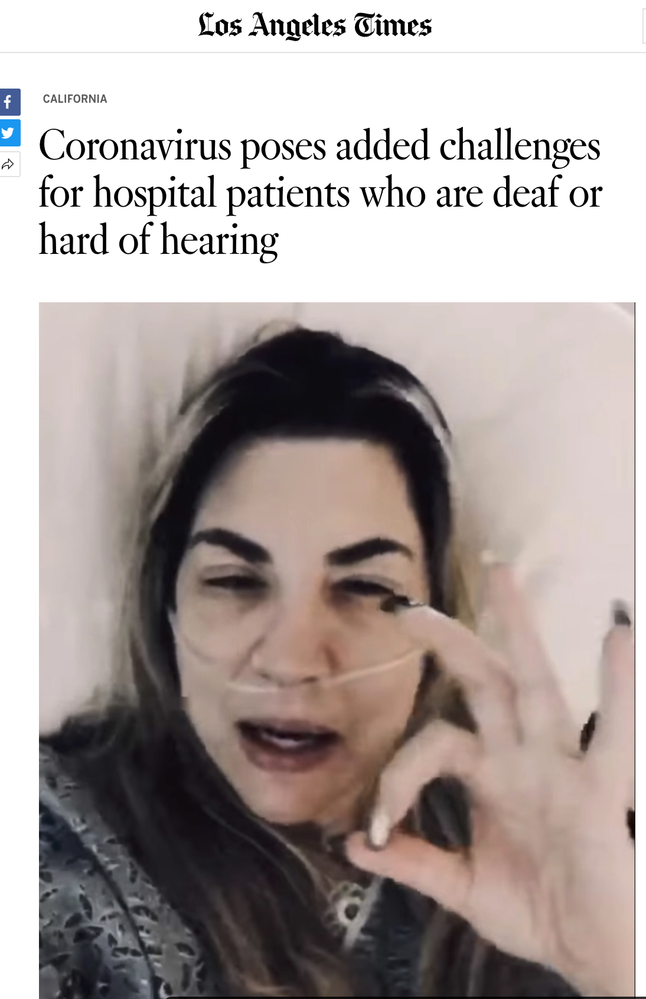 Los Angeles Times
CALIFORNIA
Coronavirus poses added challenges
for hospital patients who are deaf or
hard of hearing